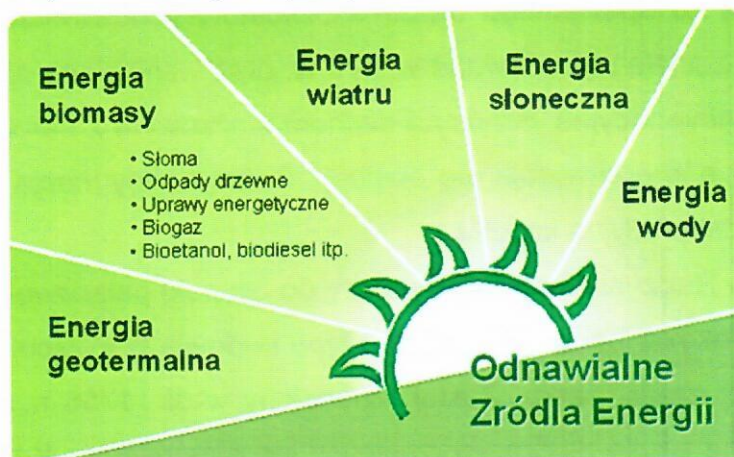 Energia
biomasy
• Słoma
• Odpady drzewne
• Uprawy energetyczne
• Biogaz
• Bioetanol, biodiesel itp.
Energia
wiatru
Energia
słoneczna
Energia
wody
Energia
geotermalna
Odnawialne
Zródla Energii